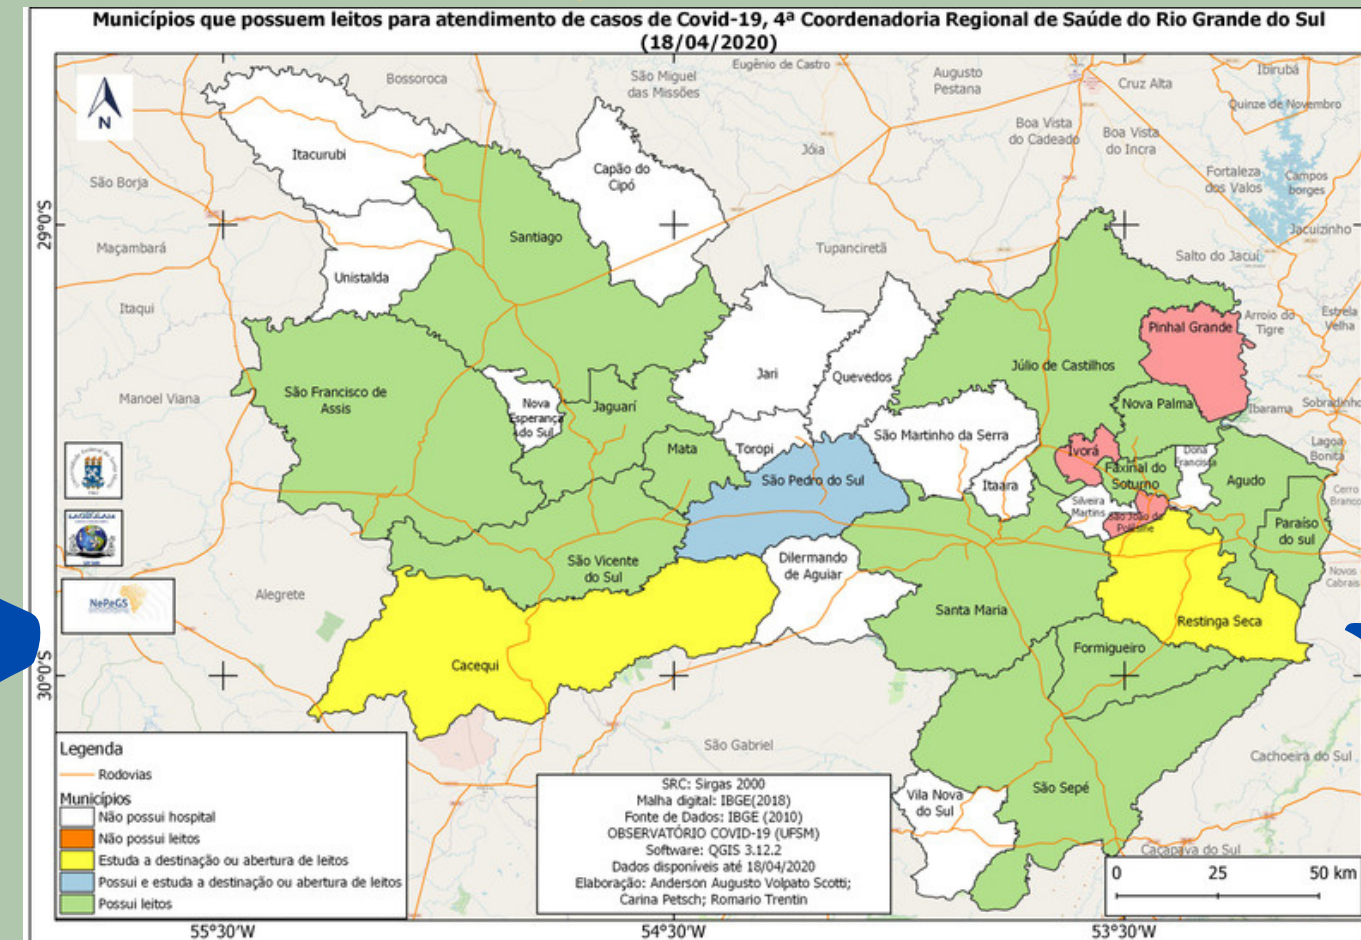 Municípios que possuem leitos para atendimento de casos de Covid-19, 4ª Coordenadoria Regional de Saúde do Rio Grande do Sul
(18/04/2020)
N
Bossoroca
São Miguel
das Missões
Eugênio de Castro
Augusto
Pestana
Cruz Alta
Ibirubá
Quinze de Novembro
Boa Vista
do Cadeado
Boa Vista
do Incra
Jóia
Itacurubi
Capão do
Cipó
São Borja
Fortaleza
dos Valos
Campos
borges
29°0'S
Jacuizinho
Maçambará
Santiago
Tupanciretã
Salto do Jacuí
Unistalda
Itaqui
Arroio do
Tigre
Estrela
Velha
Pinhal Grande
Júlio de Castilhos
Jari
Quevedos
São Francisco de
Assis
Manoel Viana
Nova
Esperança
do Sul
Jaguarí
Nova Palma
Ibarama
Sobradinho
São Martinho da Serra
Toropi
Mata
Ivorá
Dona
Francisca
Lagoa
Bonita
Faxinal do
Soturno
São Pedro do Sul
Itaara
Agudo
Cerro
Branco
Silveira
Martins
São João do
Polêsine
Paraíso
do sul
São Vicente
do Sul
Dilermando
de Aguiar
Novos
Cabrais
NePeGS
Alegrete
Santa Maria
Restinga Seca
Formigueiro
Cacequi
30°0'S
São Gabriel
Cachoeira do Sul
São Sepé
Vila Nova
do Sul
Caçapava do Sul
Legenda
Rodovias
Municípios
Não possui hospital
Não possui leitos
Estuda a destinação ou abertura de leitos
Possui e estuda a destinação ou abertura de leitos
Possui leitos
SRC: Sirgas 2000
Malha digital: IBGE(2018)
Fonte de Dados: IBGE (2010)
OBSERVATÓRIO COVID-19 (UFSM)
Software: QGIS 3.12.2
Dados disponíveis até 18/04/2020
Elaboração: Anderson Augusto Volpato Scotti;
Carina Petsch; Romario Trentin
0 25 50 km
55°30'W 54°30'W 53°30'W